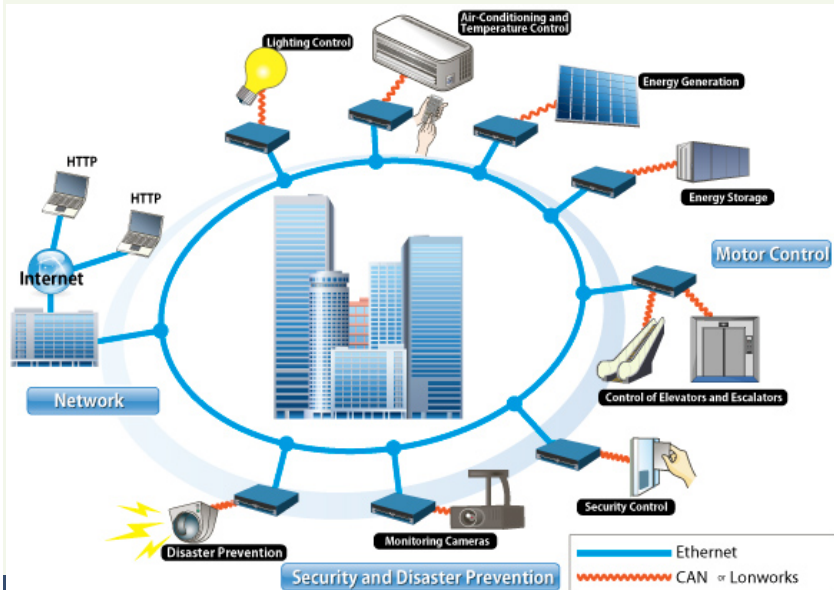 Air-Conditioning and
Temperature Control
Lighting Control
Energy Generation
HTTP
HTTP
Energy Storage
Internet
Motor Control
Network
Control of Elevators and Escalators
Security Control
Disaster Prevention
Monitoring Cameras
Security and Disaster Prevention
Ethernet
CAN or Lonworks